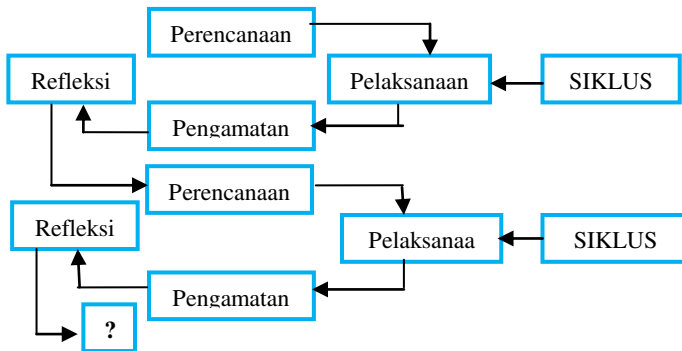 Perencanaan
Refleksi
Pelaksanaan
SIKLUS
Pengamatan
Perencanaan
Refleksi
Pelaksanaa
SIKLUS
Pengamatan
?